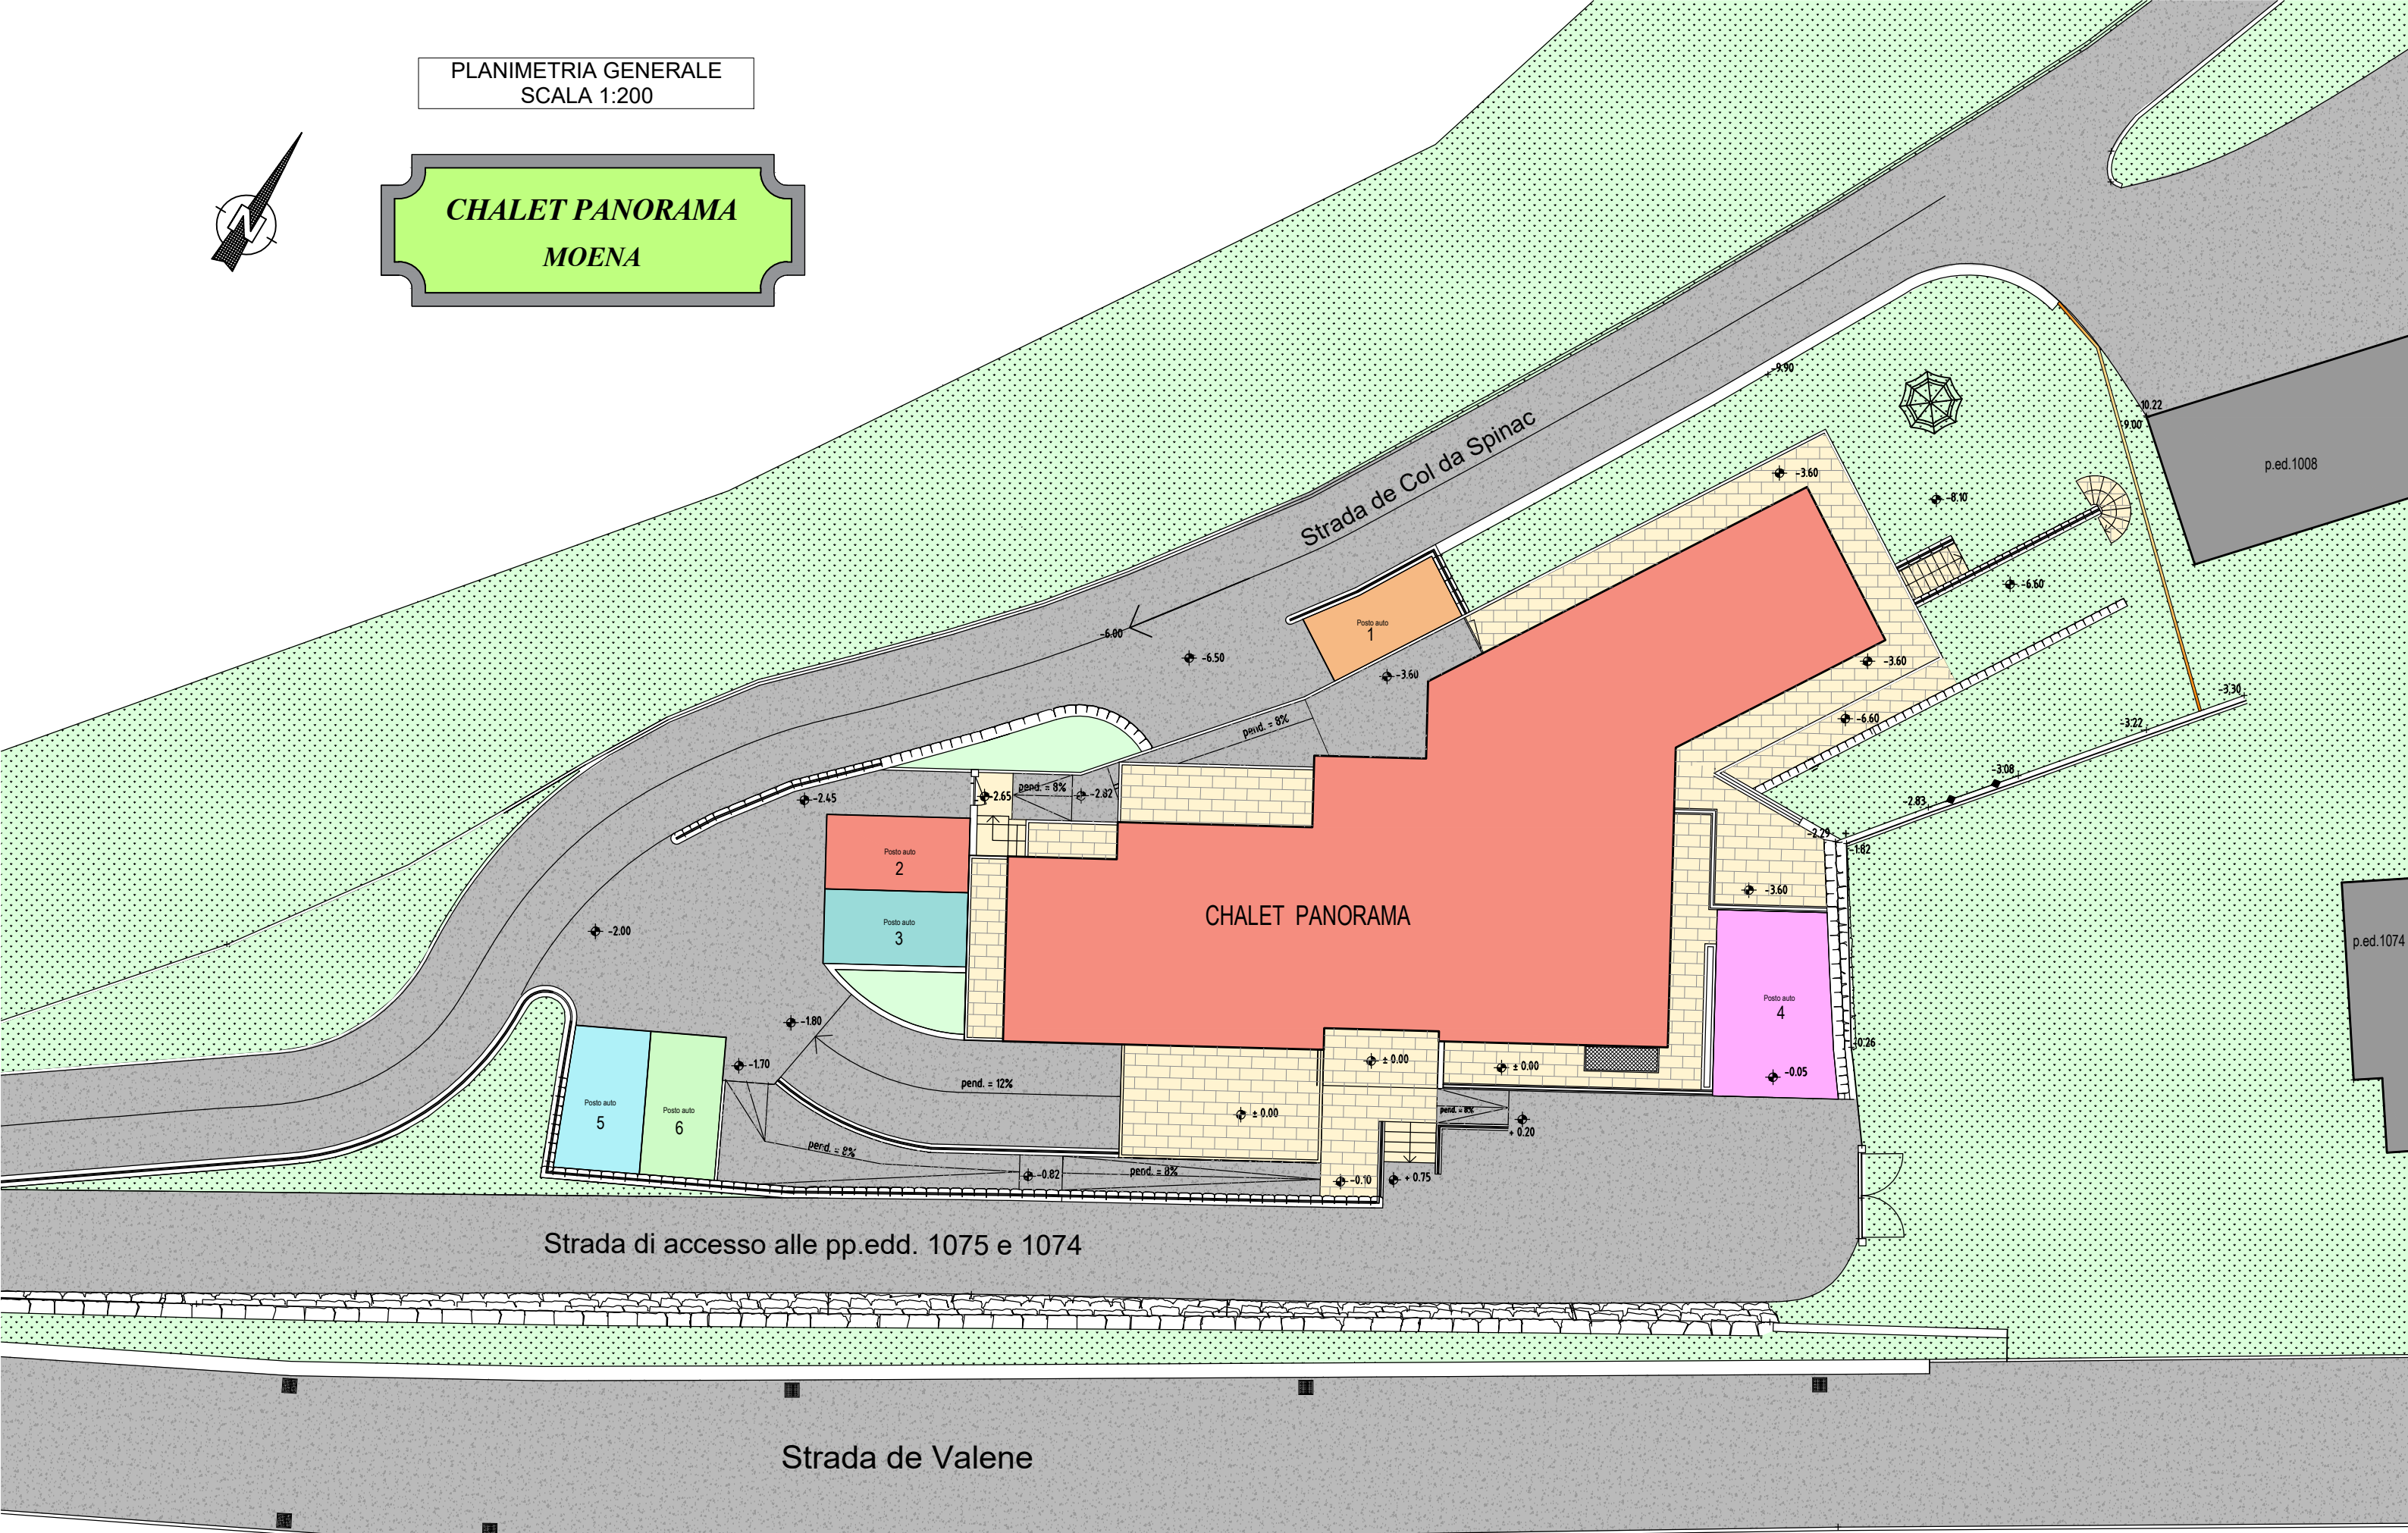 PLANIMETRIA GENERALE
SCALA 1:200
N
CHALET PANORAMA
MOENA
-9.90
-10.22
-9.00
p.ed.1008
Strada de Col da Spinac
-3.60
-8.10
-6.60
-6.00
-6.50
Posto auto
1
-3.60
-3.60
-6.60
-3.30
-3.22
pend. = 8%
-3.08
-2.83
-2.45
-2.65
pend. = 8%
-2.82
-2.29
-1.82
Posto auto
2
-3.60
CHALET PANORAMA
Posto auto
3
-2.00
p.ed.1074
Posto auto
4
-1.80
-0.26
± 0.00
± 0.00
-1.70
-0.05
pend. = 12%
Posto auto
5
Posto auto
6
± 0.00
pend. = 8%
+ 0.20
pend. = 8%
-0.82
pend. = 8%
-0.10
+ 0.75
Strada di accesso alle pp.edd. 1075 e 1074
Strada de Valene